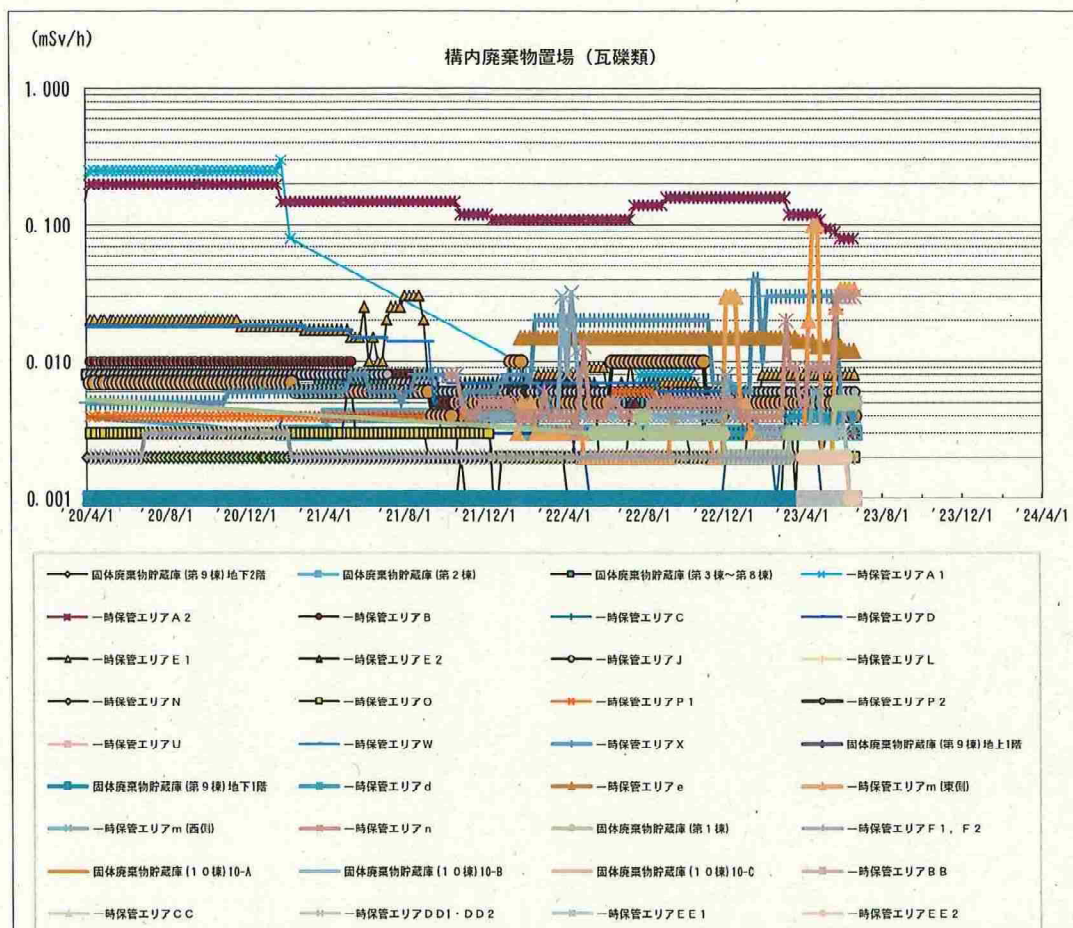 (mSv/h)
構内廃棄物置場（瓦礫類）
1.000
0.100
0.010
0.001
'20/4/1 '20/8/1 '20/12/1 '21/4/1 '21/8/1 '21/12/1 '22/4/1 '22/8/1 '22/12/1 '23/4/1 '23/8/1 '23/12/1 '24/4/1
固体廃棄物貯蔵庫(第9棟)地下2階 固体廃棄物貯蔵庫(第2棟) 固体廃棄物貯蔵庫(第3棟～第8棟) 一時保管エリアA1
一時保管エリアA2 一時保管エリアB 一時保管エリアC 一時保管エリアD
一時保管エリアE1 一時保管エリアE2 一時保管エリアJ 一時保管エリアL
一時保管エリアN 一時保管エリアO 一時保管エリアP1 一時保管エリアP2
一時保管エリアU 一時保管エリアW 一時保管エリアX 固体廃棄物貯蔵庫(第9棟)地上1階
固体廃棄物貯蔵庫(第9棟)地下1階 一時保管エリアd 一時保管エリアe 一時保管エリアm(東側)
一時保管エリアm(西側) 一時保管エリアn 固体廃棄物貯蔵庫(第1棟) 一時保管エリアF1，F2
固体廃棄物貯蔵庫(10棟)10-A 固体廃棄物貯蔵庫(10棟)10-B 固体廃棄物貯蔵庫(10棟)10-C 一時保管エリアBB
一時保管エリアCC 一時保管エリアDD1・DD2 一時保管エリアEE1 一時保管エリアEE2